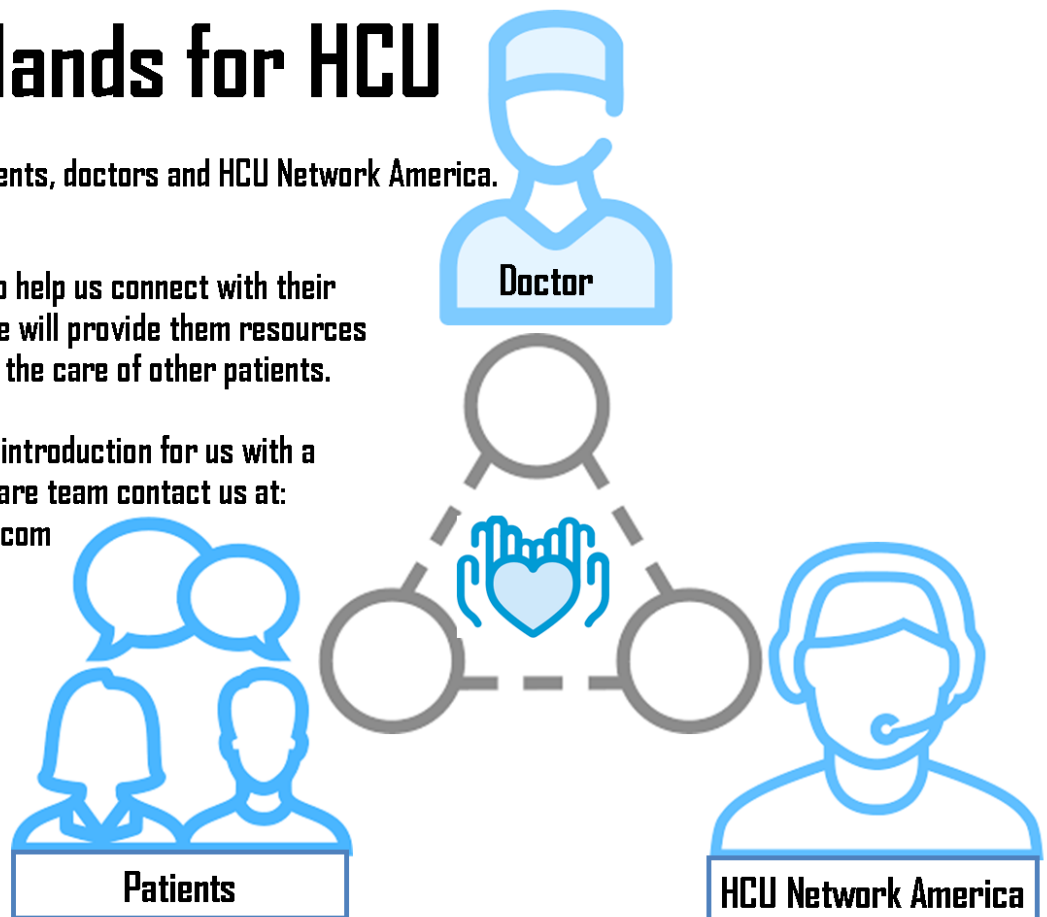 lands for HCU
ents, doctors and HCU Network America.
o help us connect with their
e will provide them resources
the care of other patients.
introduction for us with a
are team contact us at:
com
Doctor
Patients
HCU Network America